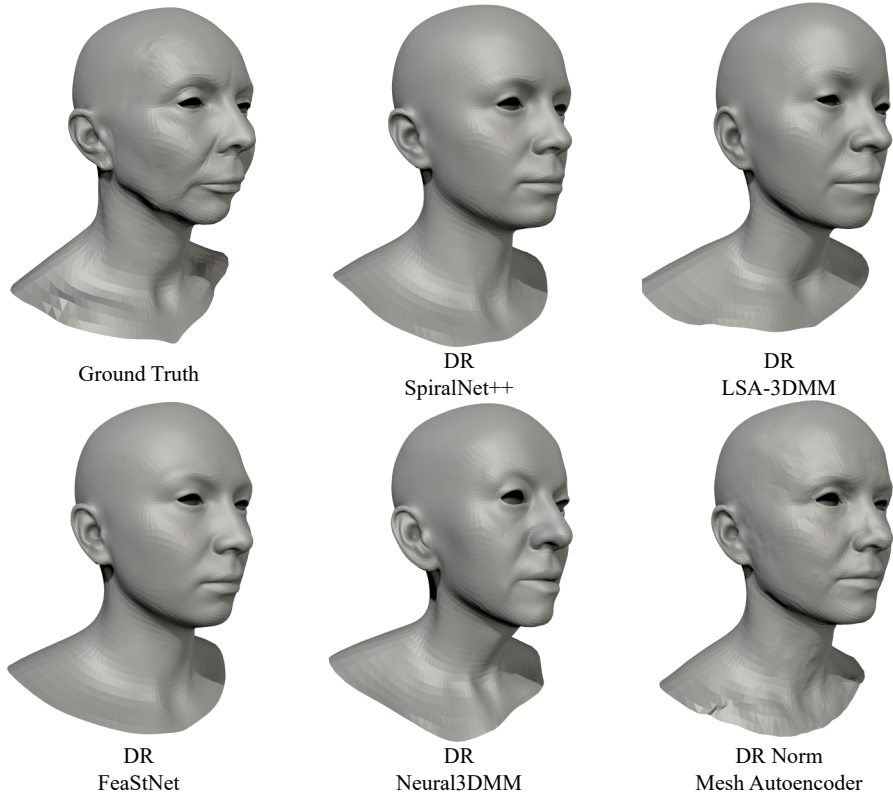 Ground Truth
DR
SpiralNet++
DR
LSA-3DMM
DR
FeaStNet
DR
Neural3DMM
DR Norm
Mesh Autoencoder